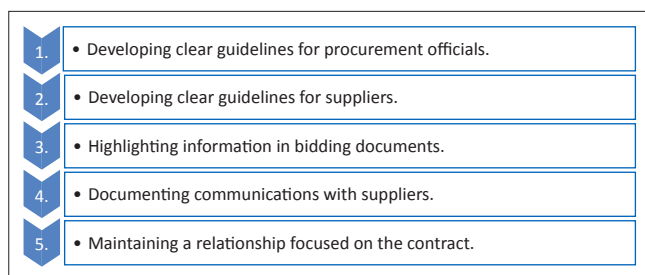 1. • Developing clear guidelines for procurement officials.
2. • Developing clear guidelines for suppliers.
3. • Highlighting information in bidding documents.
4. • Documenting communications with suppliers.
5. • Maintaining a relationship focused on the contract.